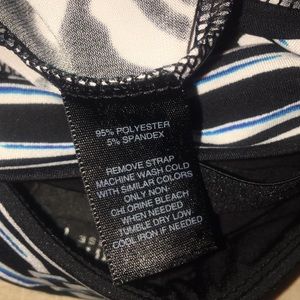 95% POLYESTER
5% SPANDEX
REMOVE STRAP
MACHINE WASH COLD
WITH SIMILAR COLORS
ONLY NON-
CHLORINE BLEACH
WHEN NEEDED
TUMBLE DRY LOW
COOL IRON IF NEEDED